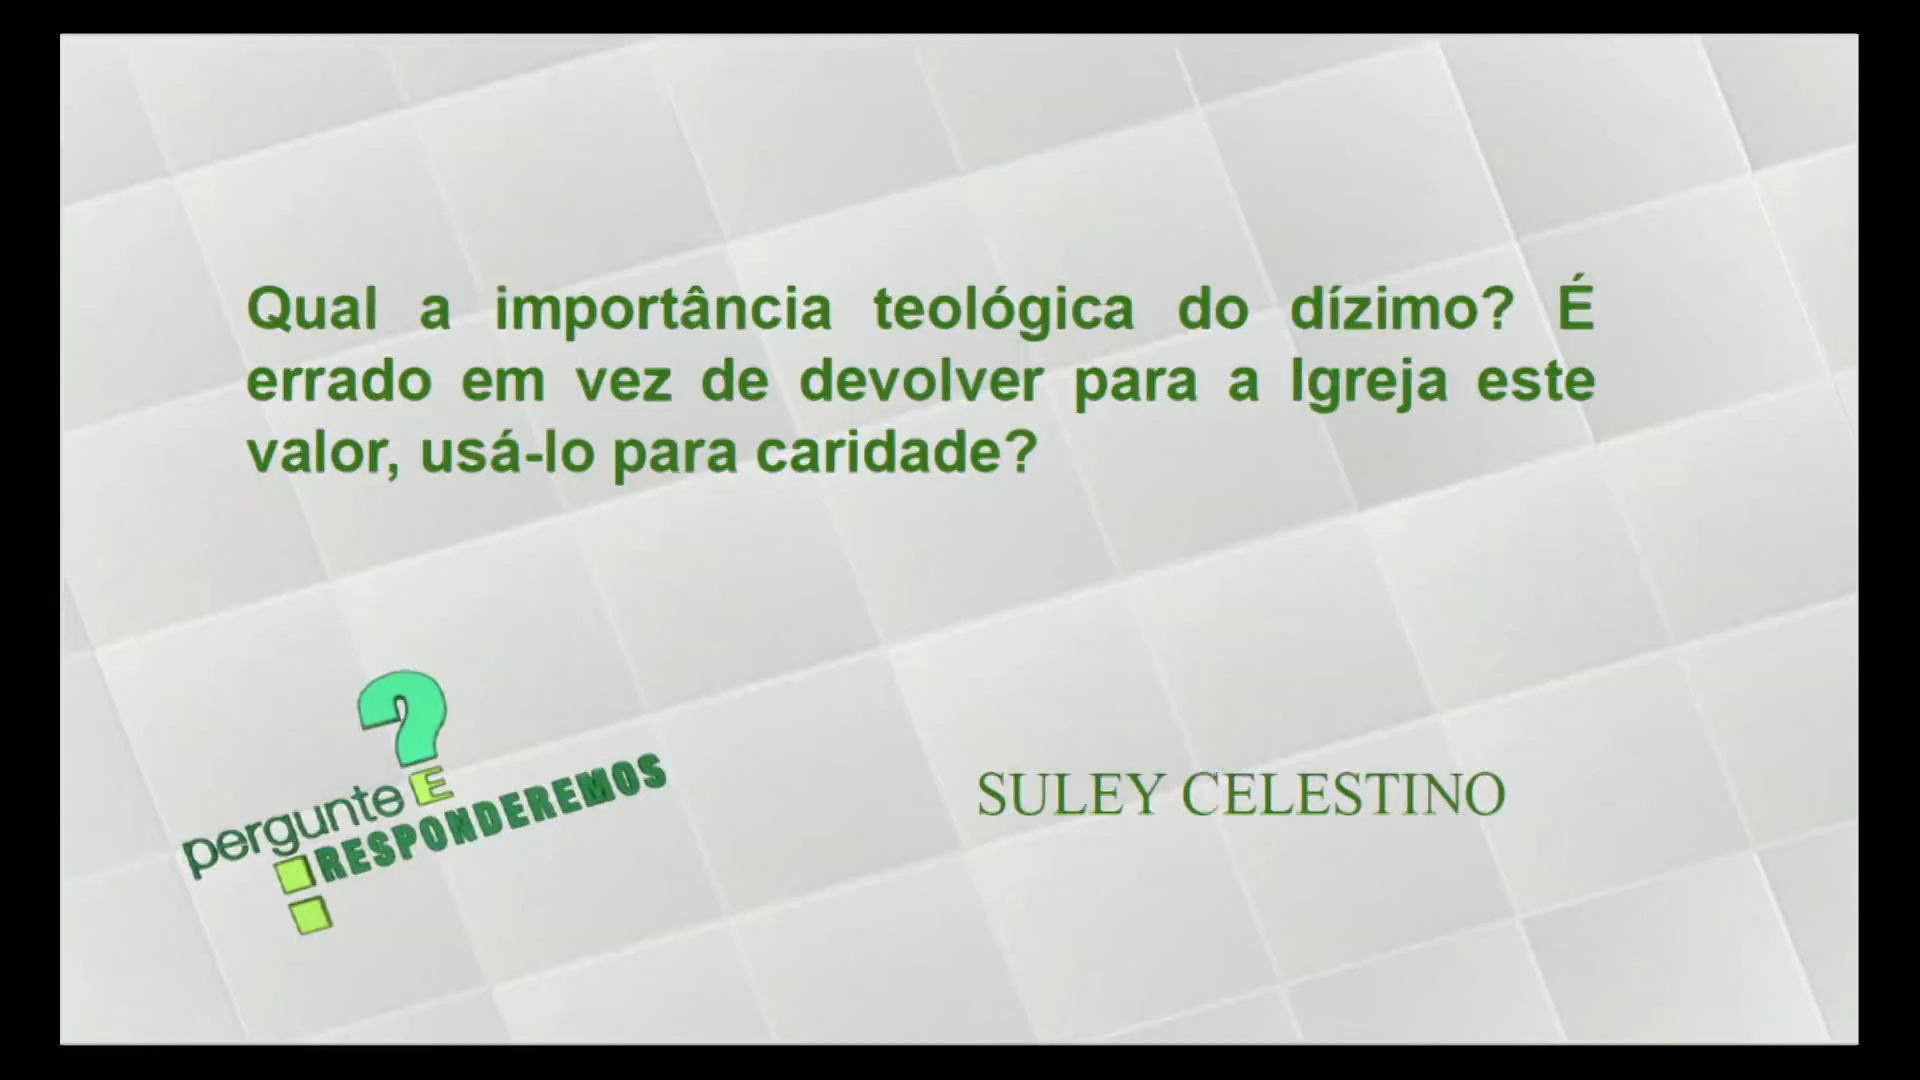 Qual a importância teológica do dízimo? É
errado em vez de devolver para a Igreja este
valor, usá-lo para caridade?
?
pergunte E
RESPONDEREMOS
SULEY CELESTINO